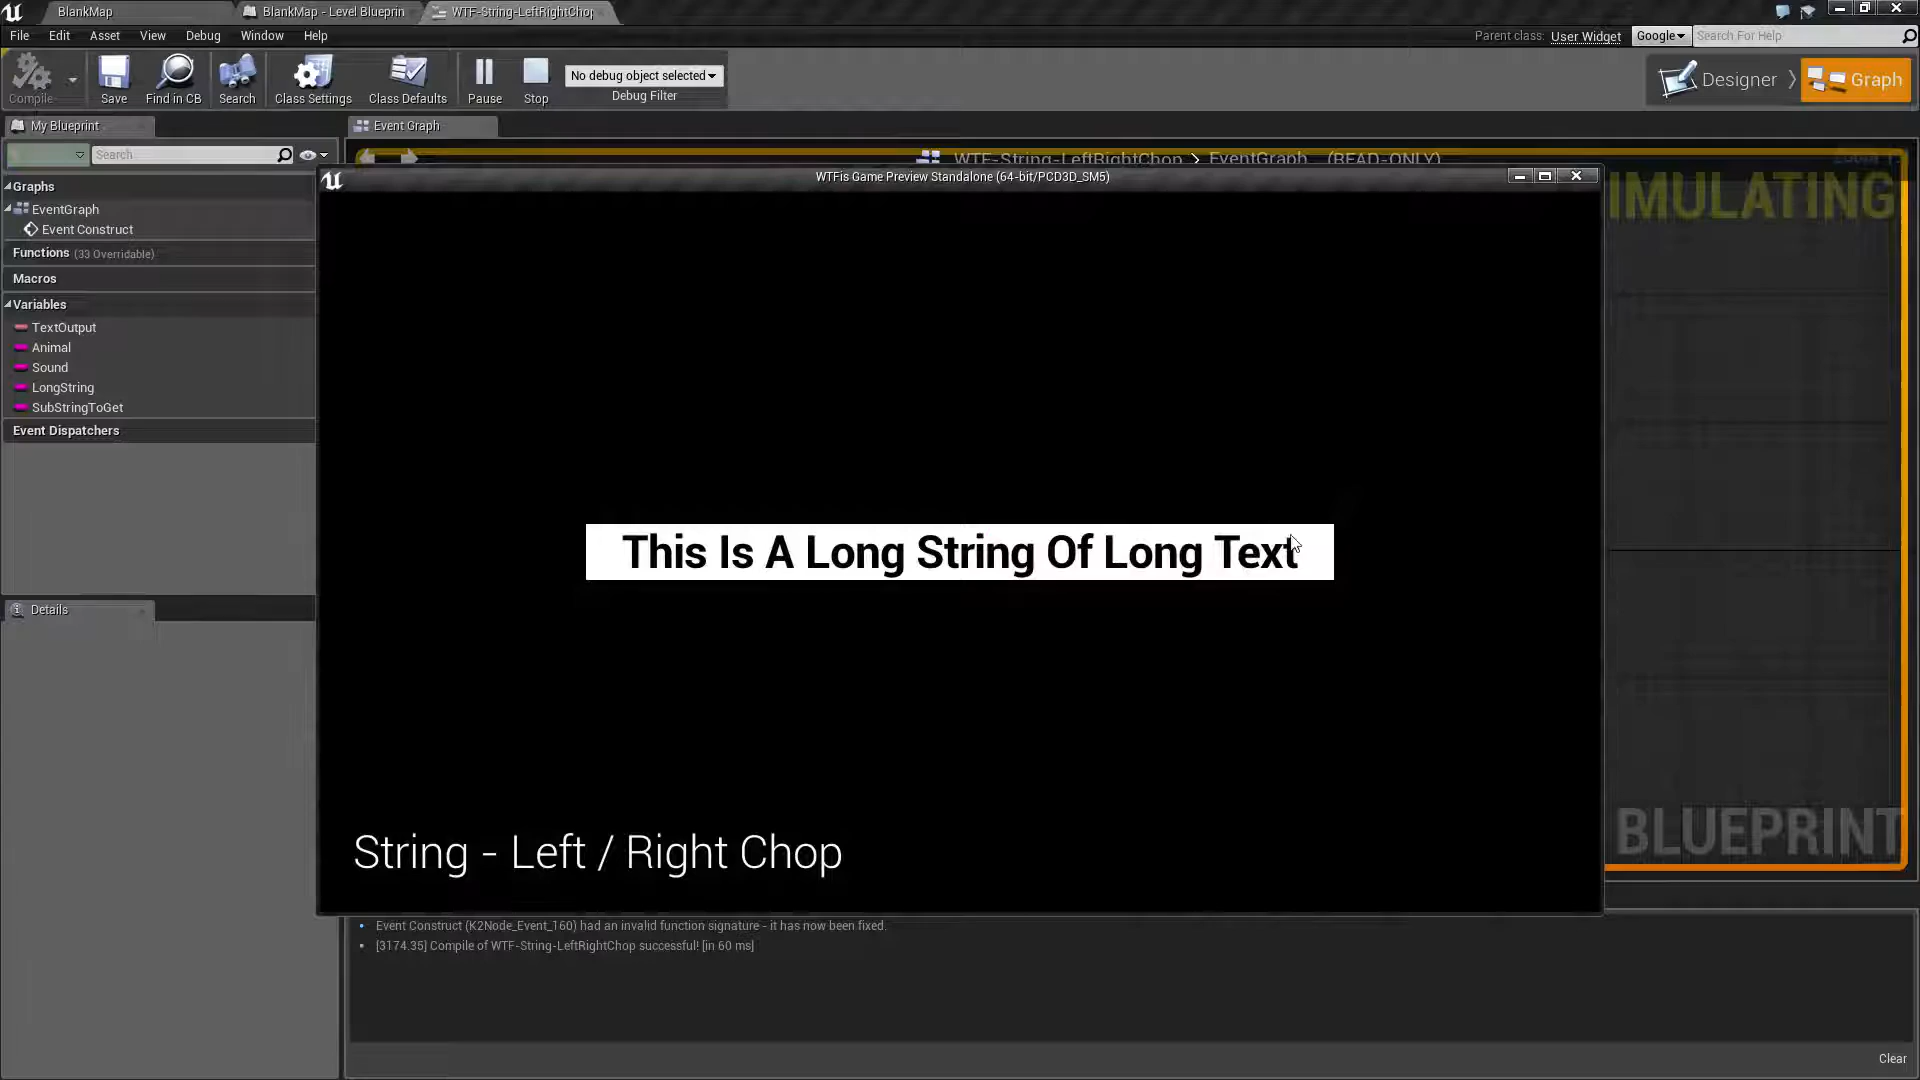 BlankMap
BlankMap - Level Blueprin
WTF-String-LeftRightChop
File Edit Asset View Debug Window Help
Parent class: User Widget Google Search For Help
Compile
Save
Find in CB
Search
Class Settings
Class Defaults
Pause
Stop
No debug object selected
Debug Filter
Designer
Graph
My Blueprint
Event Graph
Search
WTF-String-LeftRightChop > EventGraph (READ-ONLY)
WTFis Game Preview Standalone (64-bit/PCD3D_SM5)
Graphs
IMULATING
EventGraph
Event Construct
Functions (33 Overridable)
Macros
Variables
TextOutput
Animal
Sound
LongString
SubStringToGet
Event Dispatchers
This Is A Long String Of Long Text
Details
BLUEPRINT
String - Left / Right Chop
Event Construct (K2Node_Event_160) had an invalid function signature - it has now been fixed.
[3174.35] Compile of WTF-String-LeftRightChop successful! [in 60 ms]
Clear